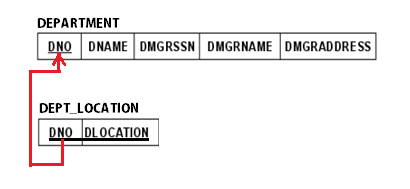 DEPARTMENT
DNO DNAME DMGRSSN DMGRNAME DMGRADDRESS
DEPT_LOCATION
DNO DLOCATION